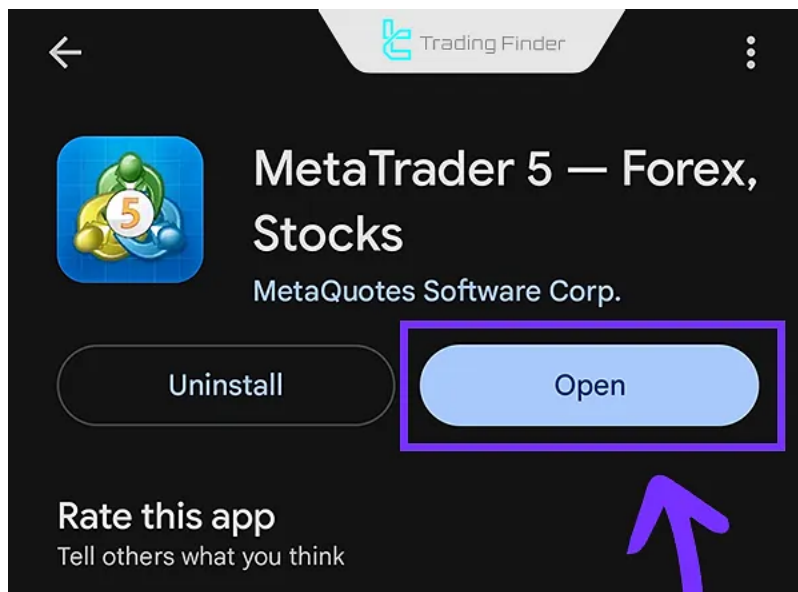 Trading Finder
MetaTrader 5 — Forex,
Stocks
5
MetaQuotes Software Corp.
Uninstall
Open
Rate this app
Tell others what you think